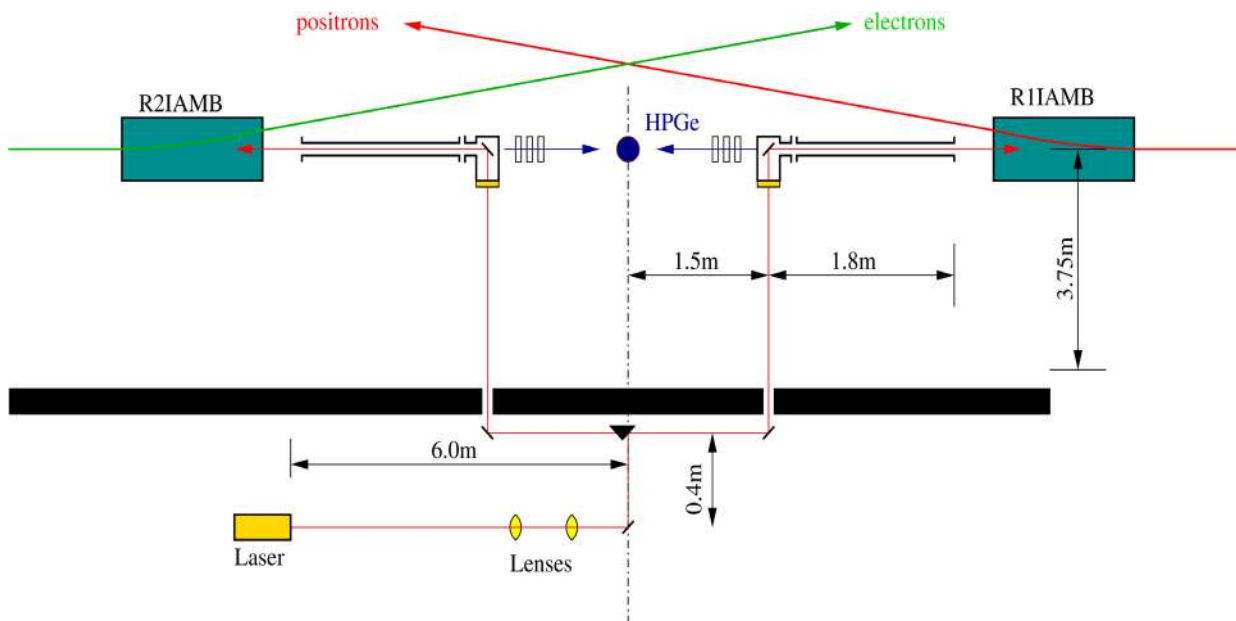 positrons
electrons
R2IAMB
HPGe
R1IAMB
1.5m
1.8m
3.75m
6.0m
0.4m
Laser
Lenses